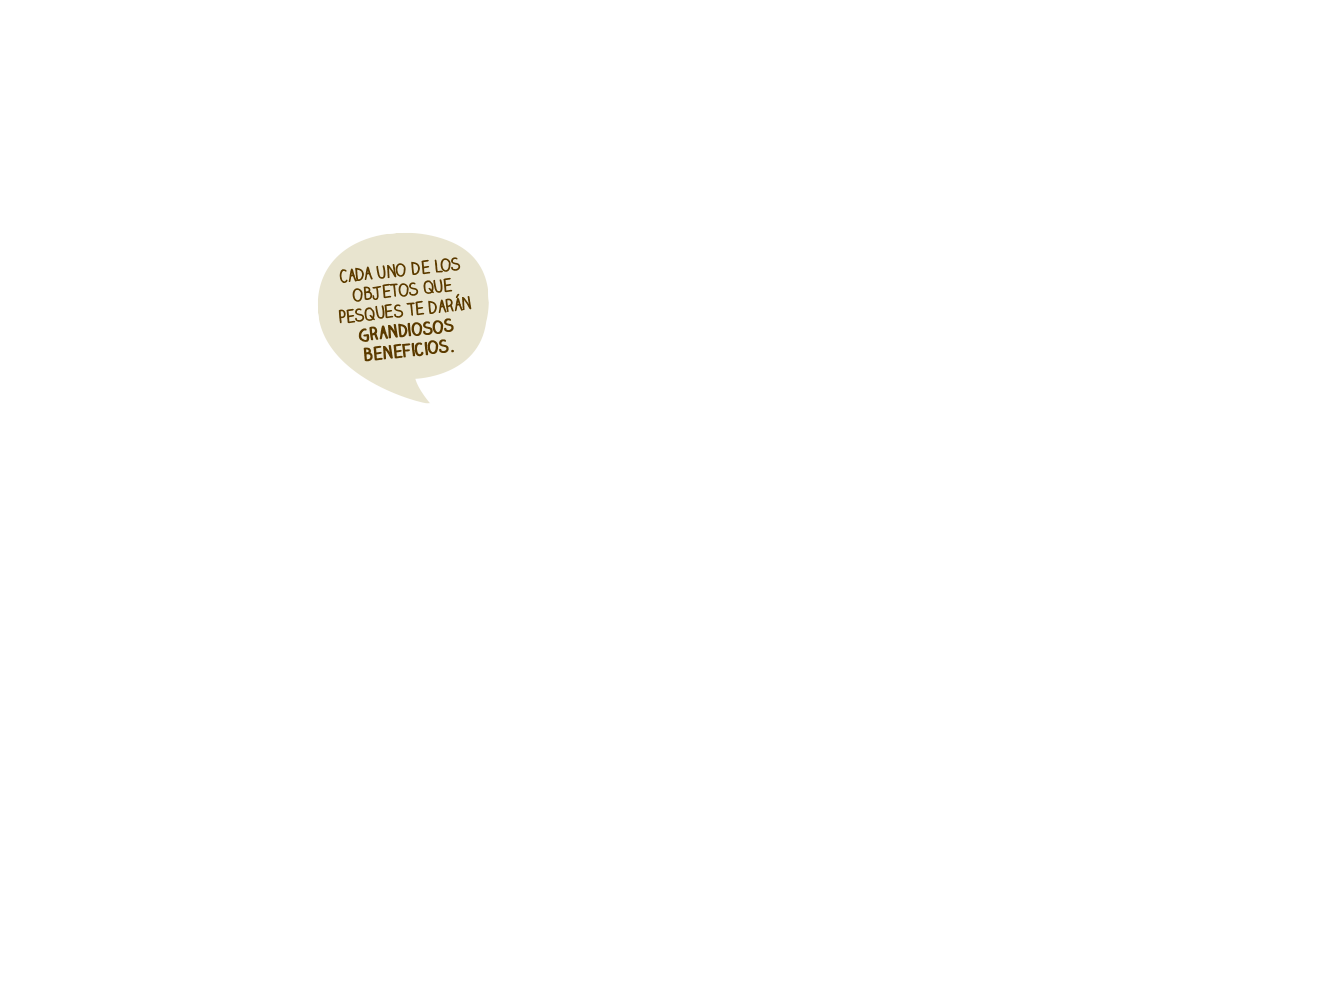 CADA UNO DE LOS
OBJETOS QUE
PESQUES TE DARÁN
GRANDIOSOS
BENEFICIOS.